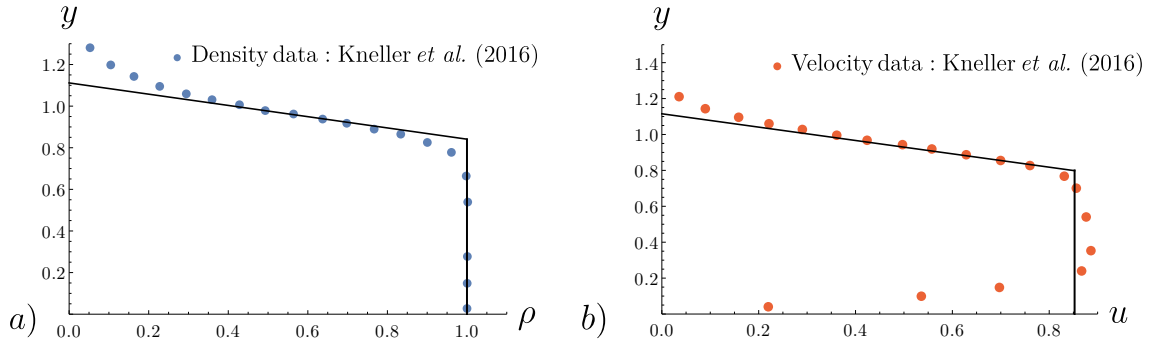 y
Density data : Kneller et al. (2016)
1.2
1.0
0.8
0.6
0.4
0.2
0.0 0.2 0.4 0.6 0.8 1.0
ρ
a)
y
Velocity data : Kneller et al. (2016)
1.4
1.2
1.0
0.8
0.6
0.4
0.2
0.0 0.2 0.4 0.6 0.8
u
b)